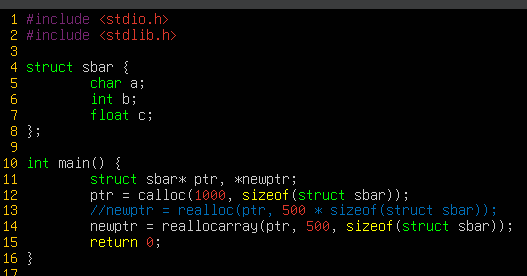 1 #include <stdio.h>
2 #include <stdlib.h>
3
4 struct sbar {
5 char a;
6 int b;
7 float c;
8 };
9
10 int main() {
11 struct sbar* ptr, *newptr;
12 ptr = calloc(1000, sizeof(struct sbar));
13 //newptr = realloc(ptr, 500 * sizeof(struct sbar));
14 newptr = reallocarray(ptr, 500, sizeof(struct sbar));
15 return 0;
16 }
17